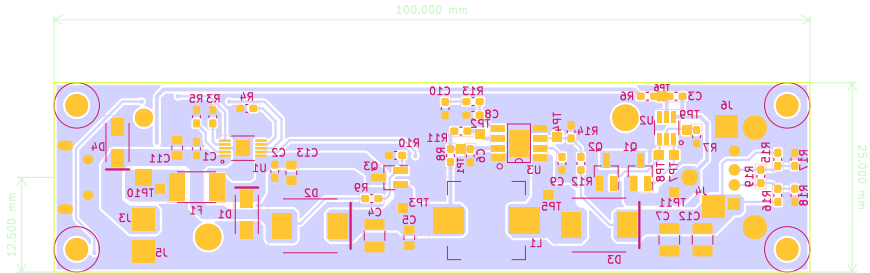 100.000 mm
R5
R3
R4
C10
R13
R6
TP6
C3
J6
D4
C11
C1
U1
C2
C13
R10
R11
TP2
C8
TP4
R14
U2
TP9
R7
Q2
Q1
R15
R17
R8
TP1
C6
U3
C9
R12
TP8
TP7
J4
R19
R16
R18
25.000 mm
12.500 mm
TP10
F1
D1
D2
Q3
R9
C4
C5
TP3
TP5
L1
D3
C7
C12
TP11
J3
J5